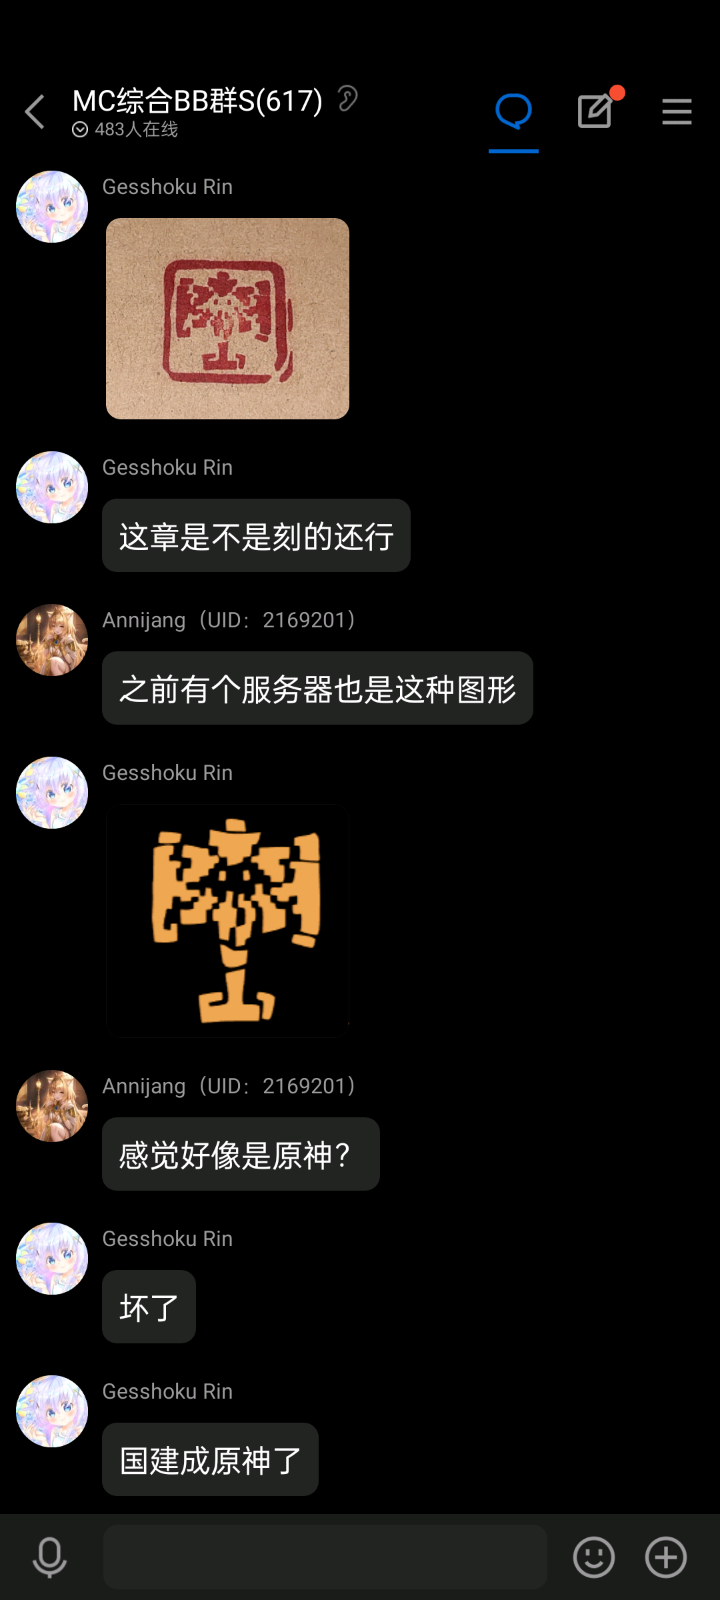 MC综合BB群S(617)
483人在线
Gesshoku Rin
Gesshoku Rin
这章是不是刻的还行
Annijang（UID：2169201）
之前有个服务器也是这种图形
Gesshoku Rin
Annijang（UID：2169201）
感觉好像是原神？
Gesshoku Rin
坏了
Gesshoku Rin
国建成原神了